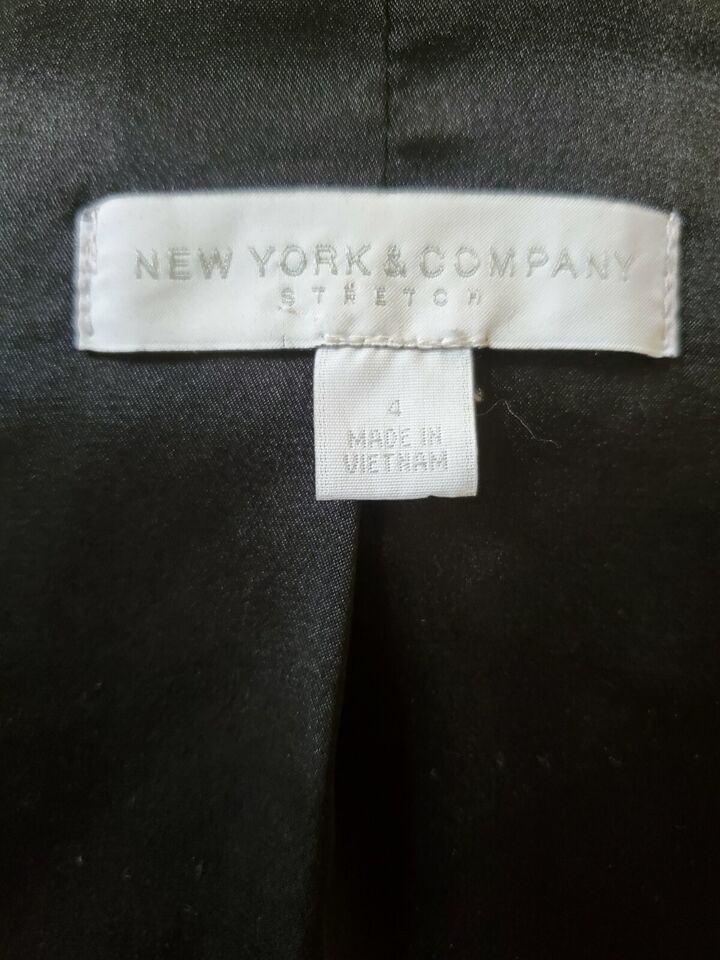 NEW YORK & COMPANY
STRETCH
4
MADE IN
VIETNAM